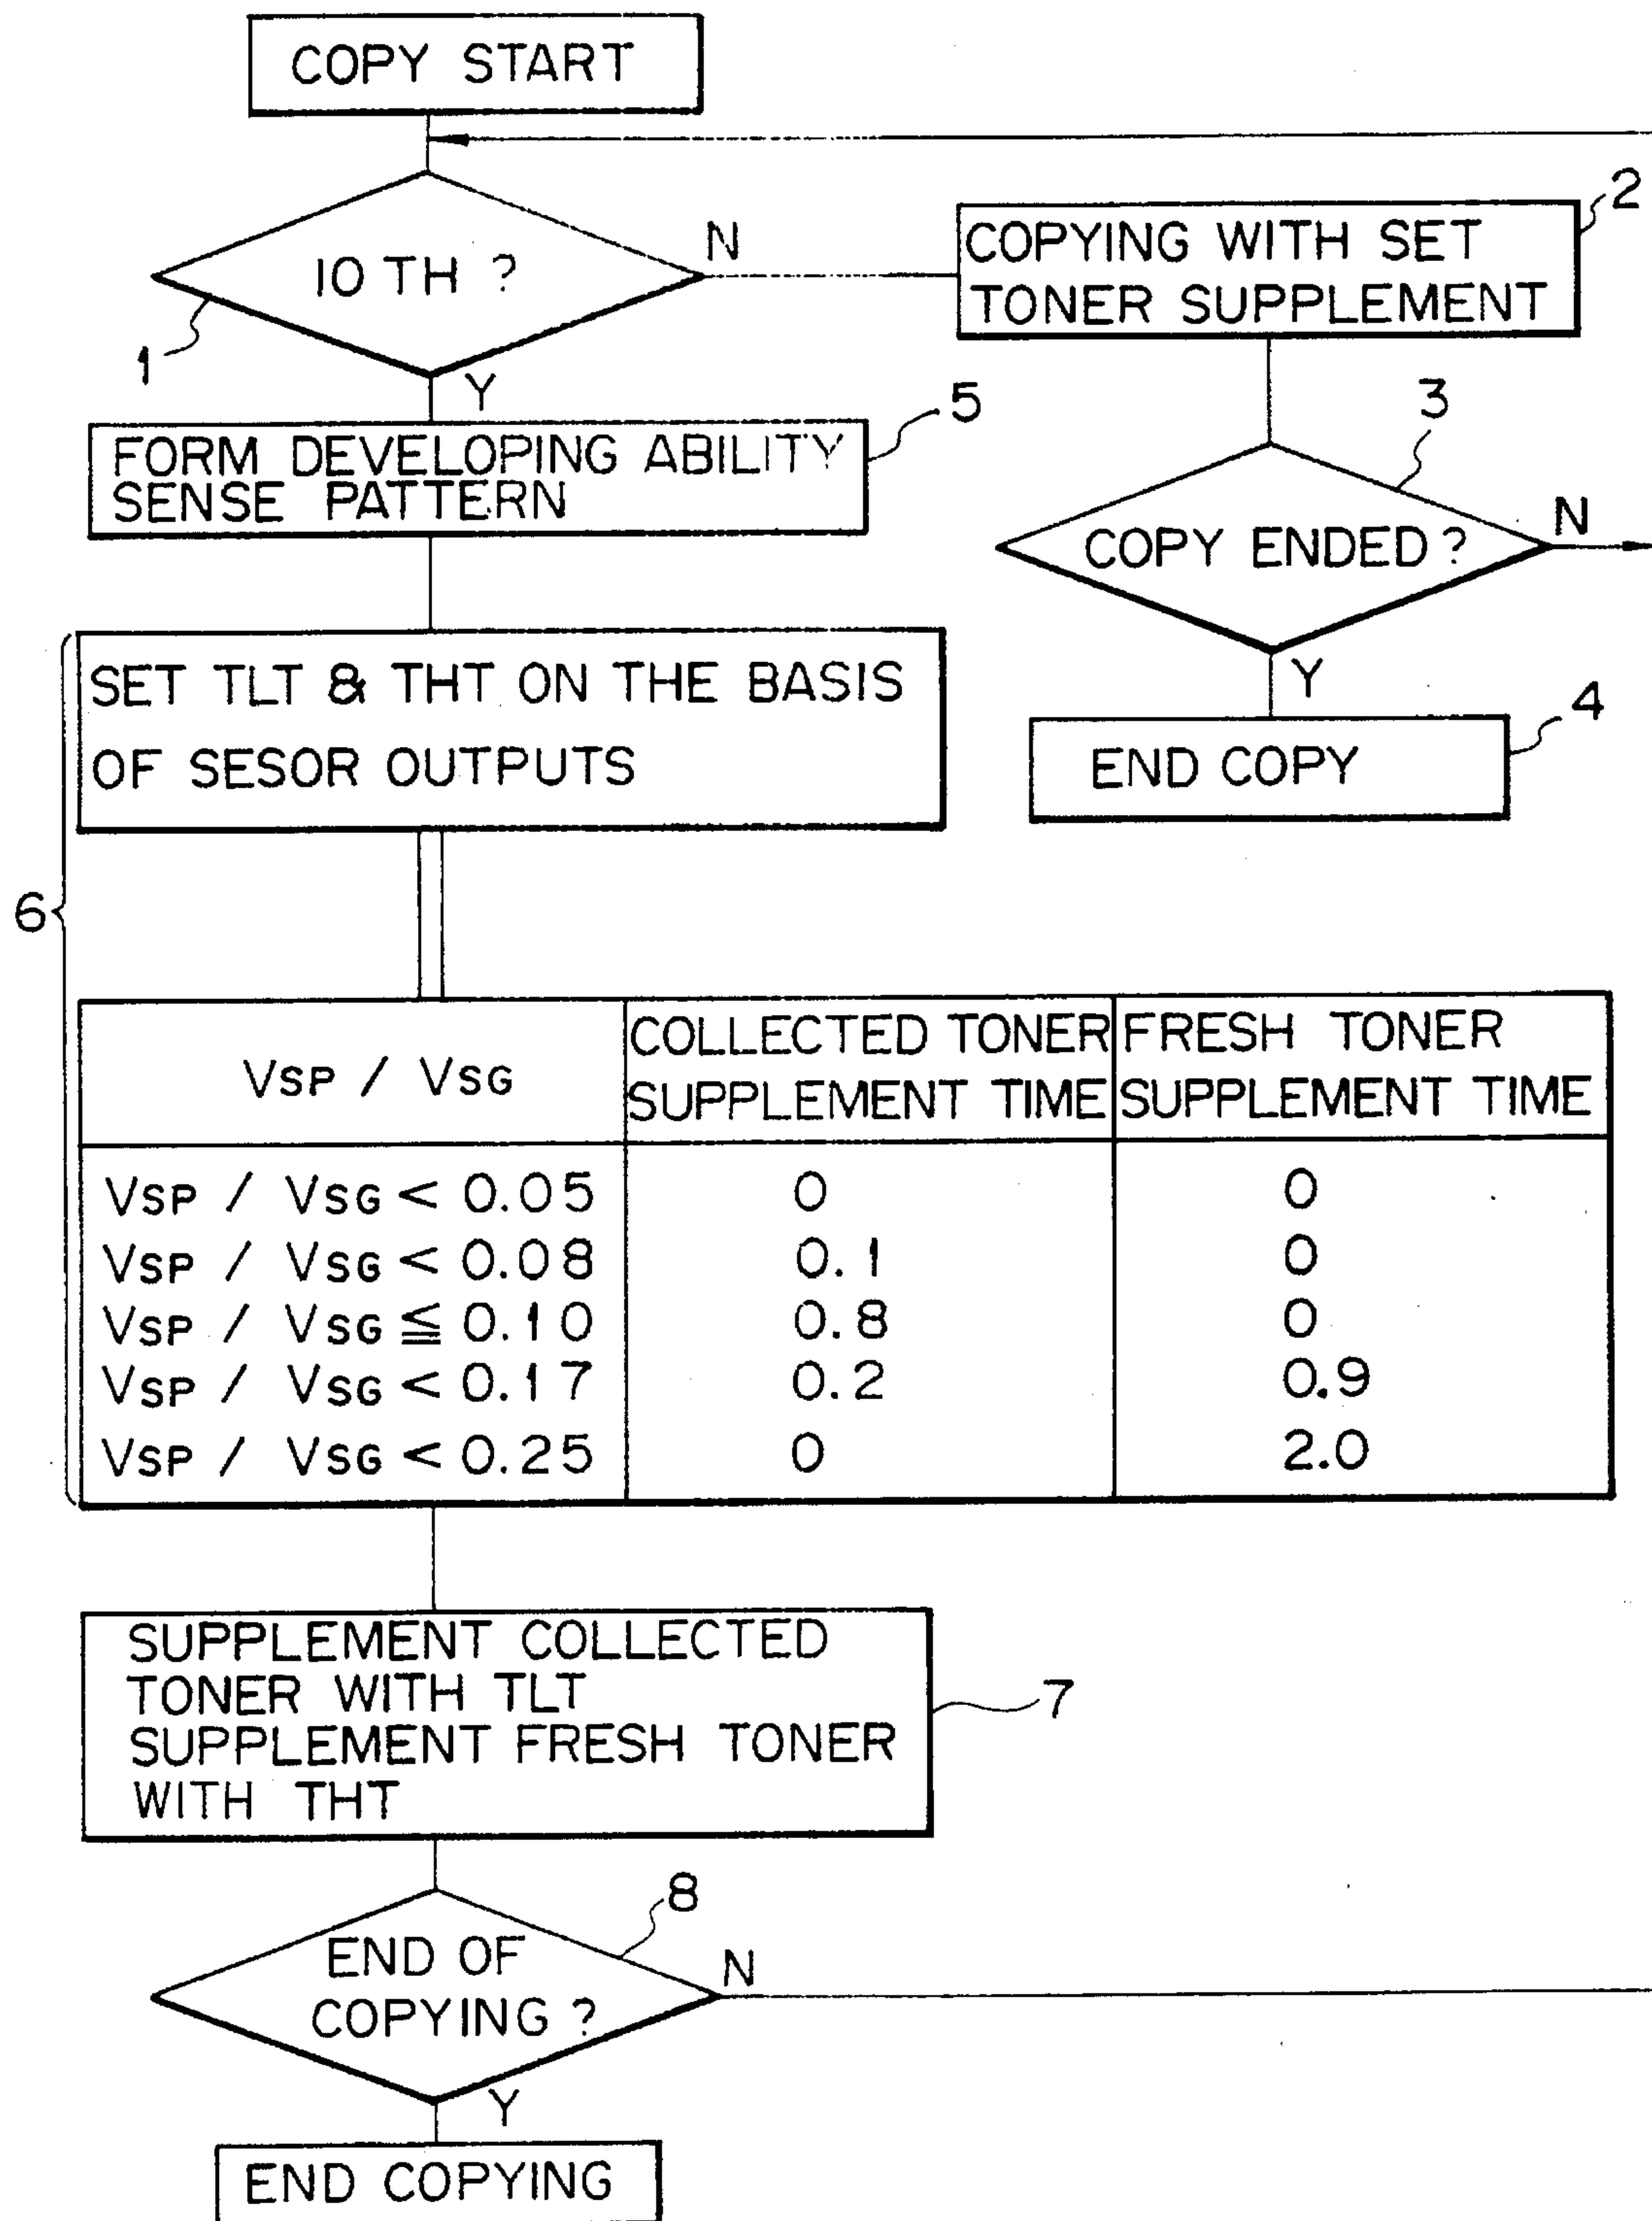 COPY START
10 TH ?
N
1
Y
COPYING WITH SET
TONER SUPPLEMENT
2
3
COPY ENDED ?
N
Y
END COPY
4
FORM DEVELOPING ABILITY
SENSE PATTERN
5
SET TLT & THT ON THE BASIS
OF SESOR OUTPUTS
6
VSP / VSG
COLLECTED TONER
SUPPLEMENT TIME
FRESH TONER
SUPPLEMENT TIME
VSP / VSG < 0.05 0 0
VSP / VSG < 0.08 0.1 0
VSP / VSG ≦ 0.10 0.8 0
VSP / VSG < 0.17 0.2 0.9
VSP / VSG < 0.25 0 2.0
SUPPLEMENT COLLECTED
TONER WITH TLT
SUPPLEMENT FRESH TONER
WITH THT
7
8
END OF
COPYING ?
N
Y
END COPYING